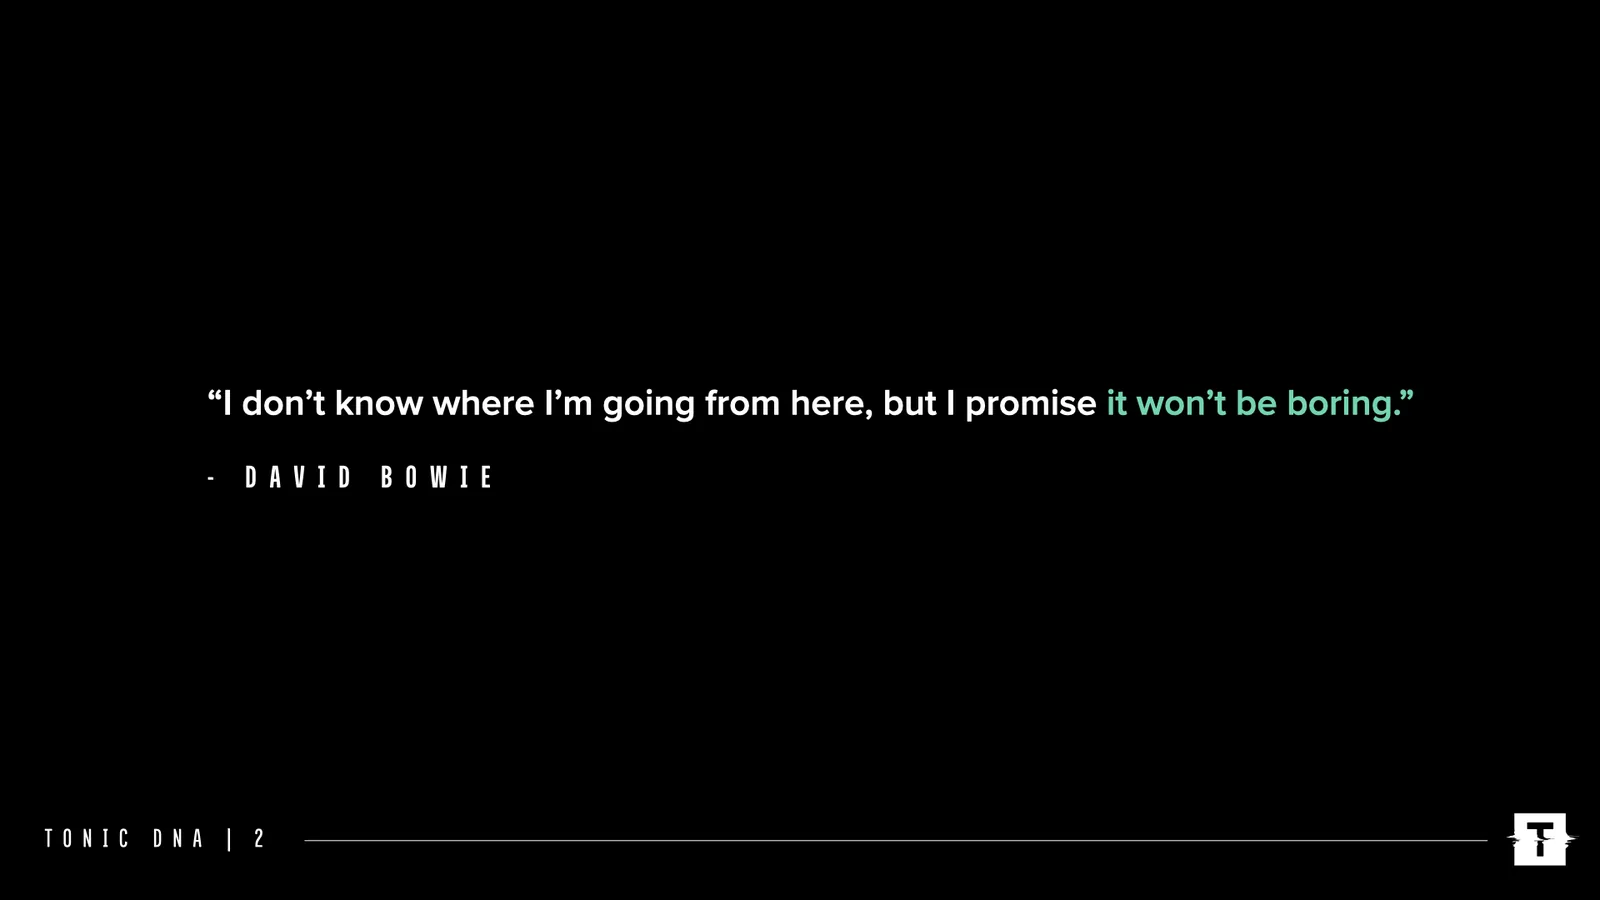 “I don’t know where I’m going from here, but I promise it won’t be boring.”
- DAVID BOWIE
TONIC DNA | 2
T